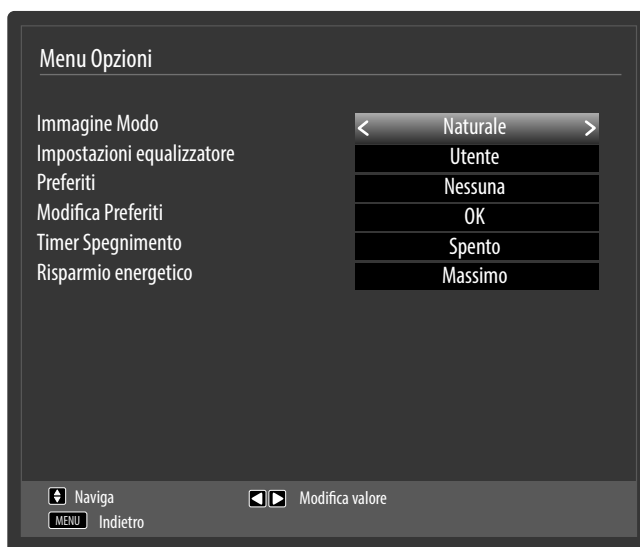 Menu Opzioni
Immagine Modo < Naturale >
Impostazioni equalizzatore Utente
Preferiti Nessuna
Modifica Preferiti OK
Timer Spegnimento Spento
Risparmio energetico Massimo
Naviga Modifica valore
MENU Indietro